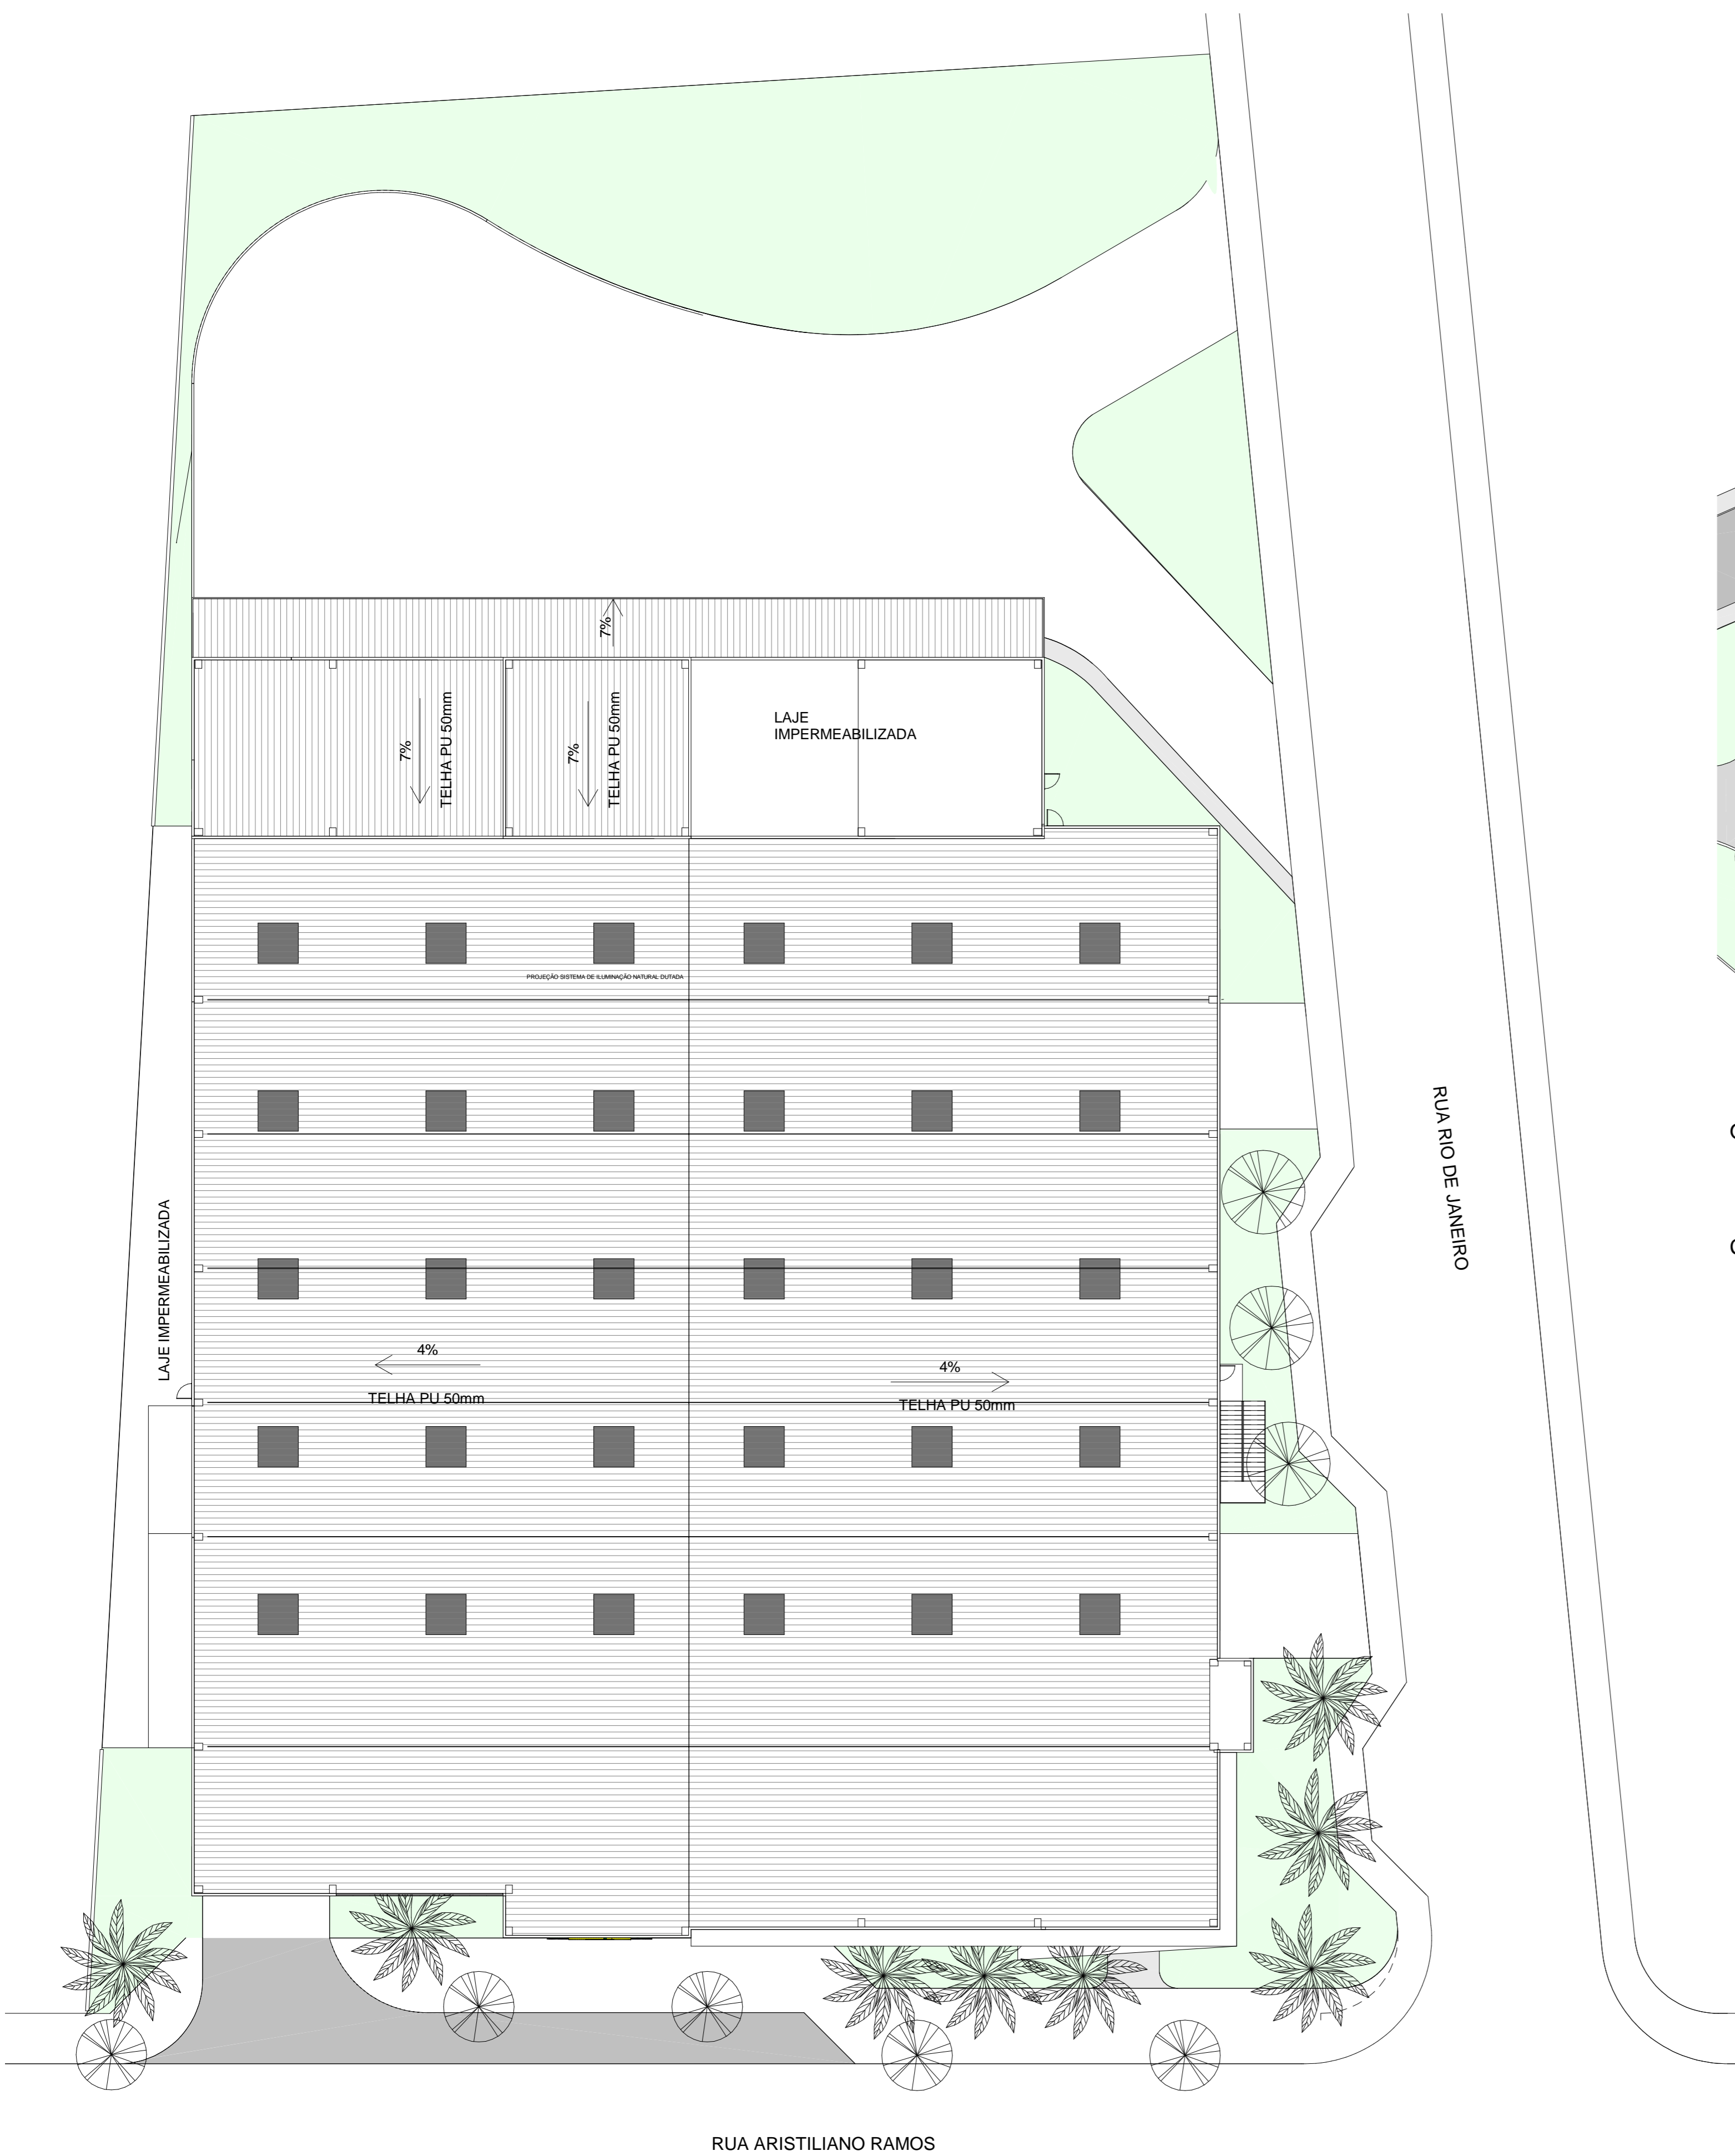 7%
7%
TELHA PU 50mm
7%
TELHA PU 50mm
LAJE
IMPERMEABILIZADA
PROJEÇÃO SISTEMA DE ILUMINAÇÃO NATURAL DUTADA
RUA RIO DE JANEIRO
LAJE IMPERMEABILIZADA
4%
TELHA PU 50mm
4%
TELHA PU 50mm
RUA ARISTILIANO RAMOS